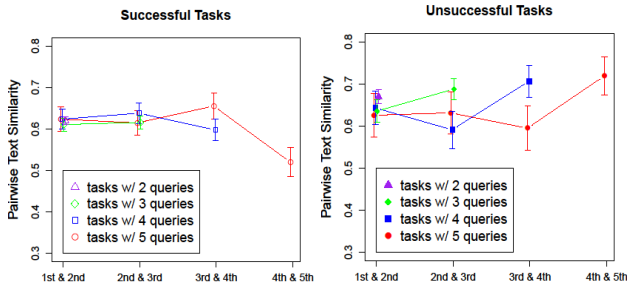 Successful Tasks
Pairwise Text Similarity
0.8
0.7
0.6
0.5
0.4
0.3
tasks w/ 2 queries
tasks w/ 3 queries
tasks w/ 4 queries
tasks w/ 5 queries
1st & 2nd 2nd & 3rd 3rd & 4th 4th & 5th
Unsuccessful Tasks
Pairwise Text Similarity
0.8
0.7
0.6
0.5
0.4
0.3
tasks w/ 2 queries
tasks w/ 3 queries
tasks w/ 4 queries
tasks w/ 5 queries
1st & 2nd 2nd & 3rd 3rd & 4th 4th & 5th